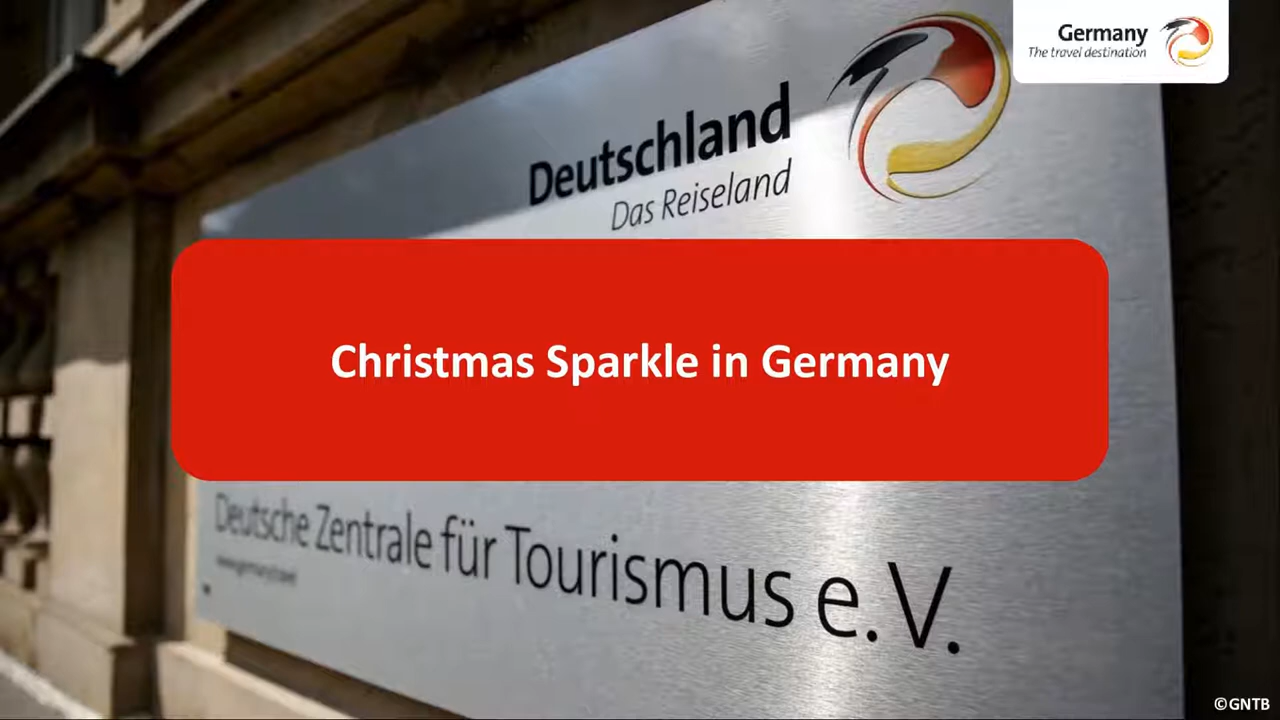 Germany
The travel destination
Deutschland
Das Reiseland
Christmas Sparkle in Germany
Deutsche Zentrale für Tourismus e.V.
©GNTB